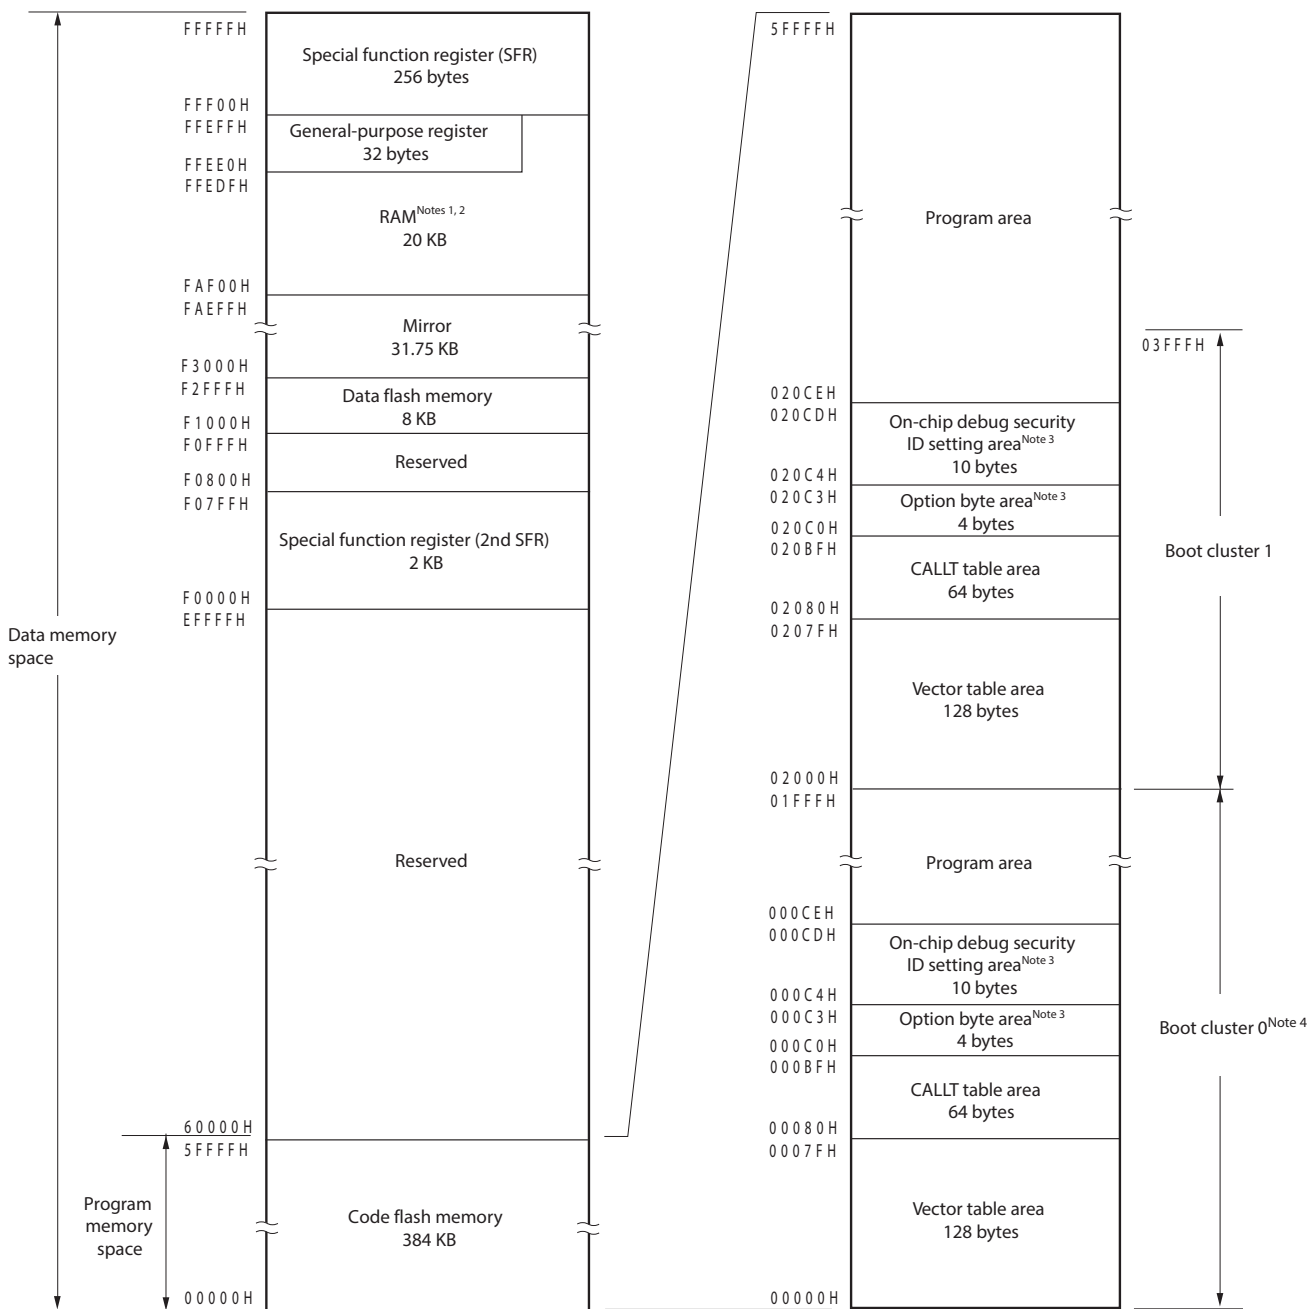 FFFFFH
Special function register (SFR)
256 bytes
FFF00H
FFEFFH
General-purpose register
32 bytes
FFEE0H
FFEDFH
RAMNotes 1, 2
20 KB
FAF00H
FAEFFH
Mirror
31.75 KB
F3000H
F2FFFH
Data flash memory
8 KB
F1000H
F0FFFH
Reserved
F0800H
F07FFH
Special function register (2nd SFR)
2 KB
F0000H
EFFFFH
Data memory
space
Reserved
60000H
5FFFFH
Program
memory
space
Code flash memory
384 KB
00000H
5FFFFH
Program area
03FFFH
020CEH
020CDH
On-chip debug security
ID setting areaNote 3
10 bytes
020C4H
020C3H
Option byte areaNote 3
4 bytes
020C0H
020BFH
Boot cluster 1
CALLT table area
64 bytes
02080H
0207FH
Vector table area
128 bytes
02000H
01FFFH
Program area
000CEH
000CDH
On-chip debug security
ID setting areaNote 3
10 bytes
000C4H
000C3H
Option byte areaNote 3
4 bytes
Boot cluster 0Note 4
000C0H
000BFH
CALLT table area
64 bytes
00080H
0007FH
Vector table area
128 bytes
00000H